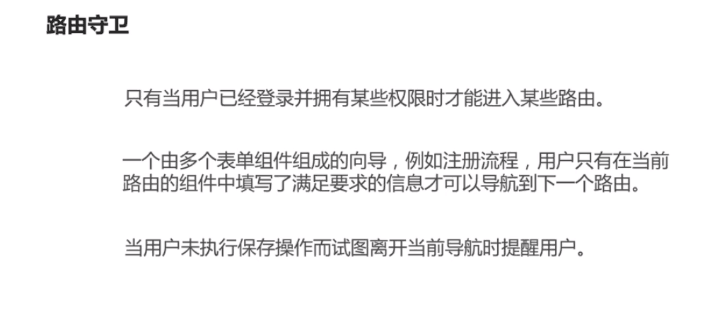 路由守卫
只有当用户已经登录并拥有某些权限时才能进入某些路由。
一个由多个表单组件组成的向导，例如注册流程，用户只有在当前
路由的组件中填写了满足要求的信息才可以导航到下一个路由。
当用户未执行保存操作而试图离开当前导航时提醒用户。